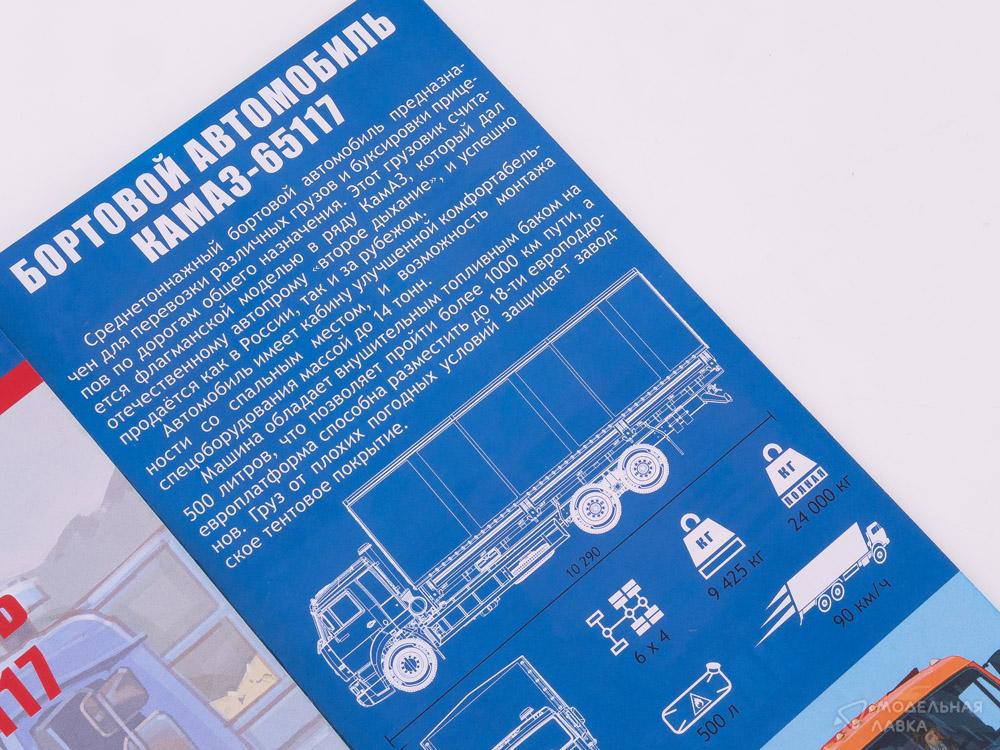 БОРТОВОЙ АВТОМОБИЛЬ
КАМАЗ-65117
Среднетоннажный бортовой автомобиль предназна-
чен для перевозки различных грузов и буксировки прице-
пов по дорогам общего назначения. Этот грузовик счита-
ется флагманской моделью в ряду КамАЗ, который дал
отечественному автопрому «второе дыхание», и успешно
продаётся как в России, так и за рубежом.
Автомобиль имеет кабину улучшенной комфортабель-
ности со спальным местом, и возможность монтажа
спецоборудования массой до 14 тонн.
Машина обладает внушительным топливным баком на
500 литров, что позволяет пройти более 1000 км пути, а
европлатформа способна разместить до 18-ти европоддо-
нов. Груз от плохих погодных условий защищает завод-
ское тентовое покрытие.
10 290
КГ
ПОЛНАЯ
24 000 кг
КГ
9 425 кг
6 x 4
90 км/ч
500 л
Ь
117
МОДЕЛЬНАЯ
ЛАВКА